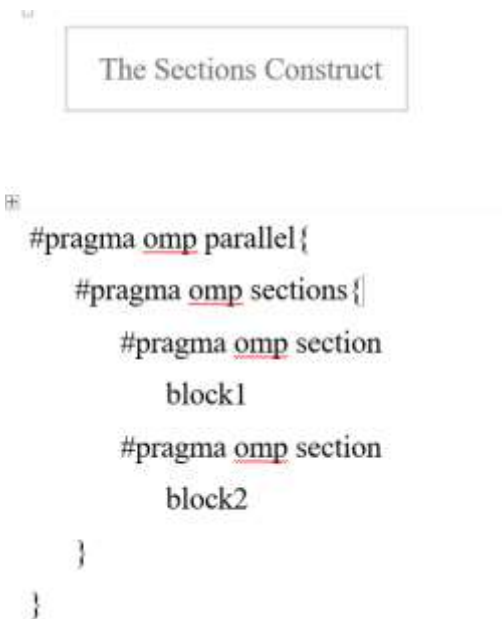 The Sections Construct
#pragma omp parallel{
#pragma omp sections{
#pragma omp section
block1
#pragma omp section
block2
}
}